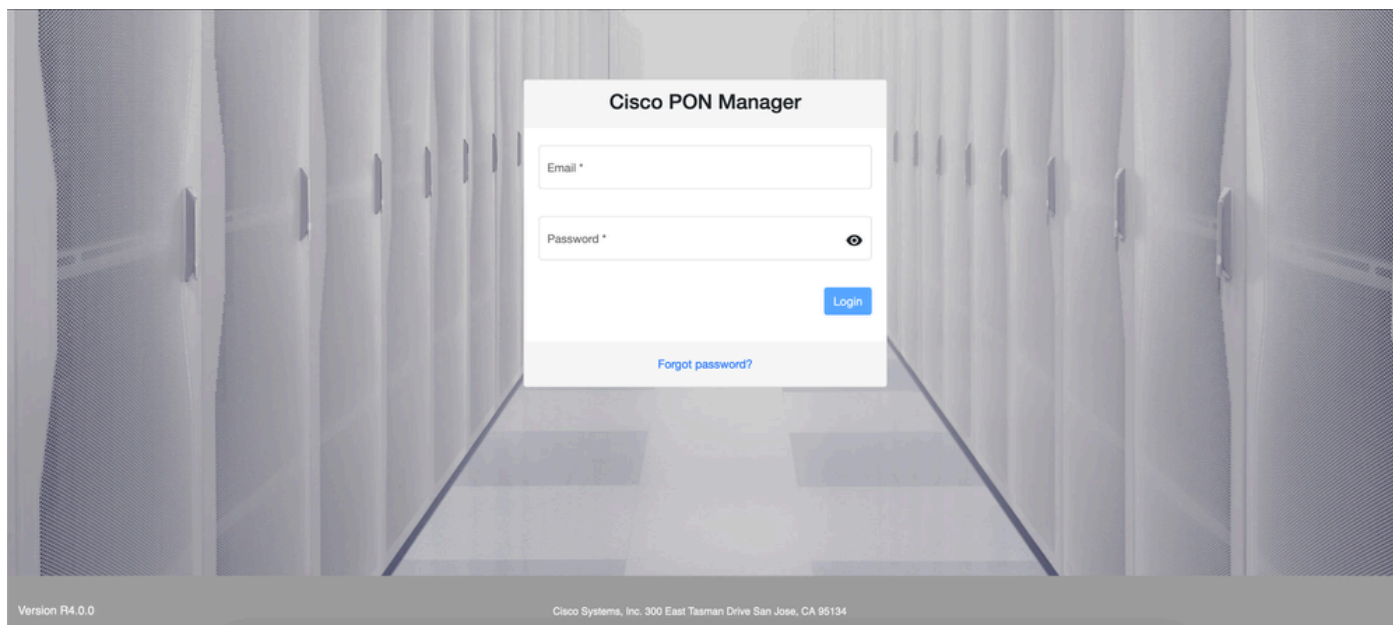 Cisco PON Manager
Email *
Password *
Login
Forgot password?
Version R4.0.0
Cisco Systems, Inc. 300 East Tasman Drive San Jose, CA 95134